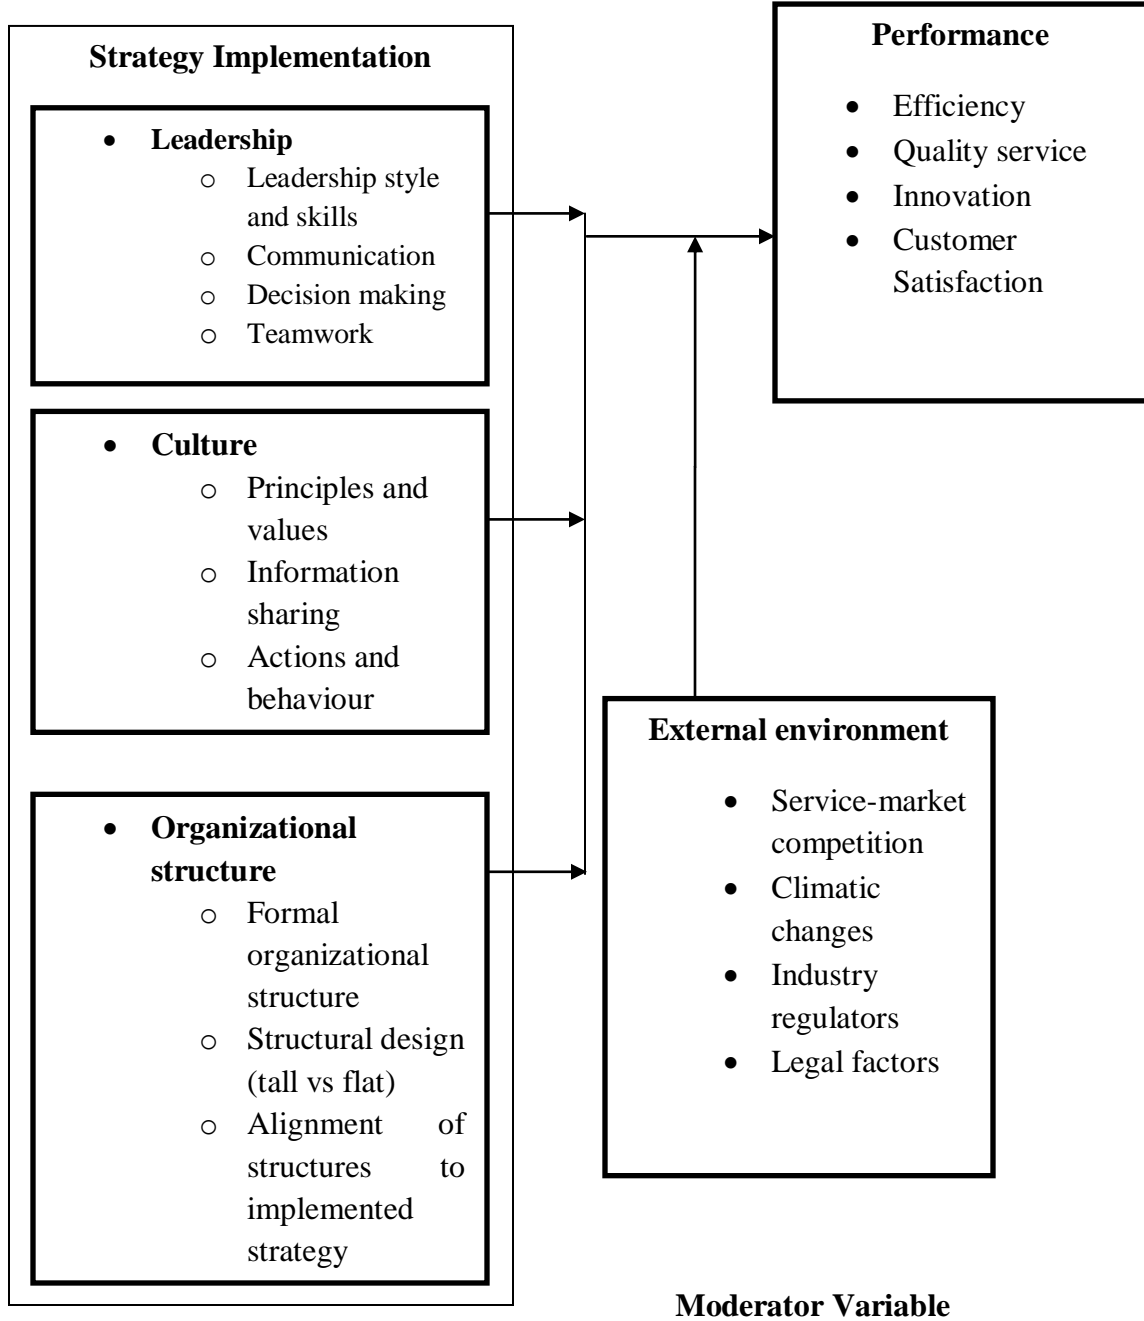 Strategy Implementation
• Leadership
o Leadership style
and skills
o Communication
o Decision making
o Teamwork
• Culture
o Principles and
values
o Information
sharing
o Actions and
behaviour
• Organizational
structure
o Formal
organizational
structure
o Structural design
(tall vs flat)
o Alignment of
structures to
implemented
strategy
Performance
• Efficiency
• Quality service
• Innovation
• Customer
Satisfaction
External environment
• Service-market
competition
• Climatic
changes
• Industry
regulators
• Legal factors
Moderator Variable